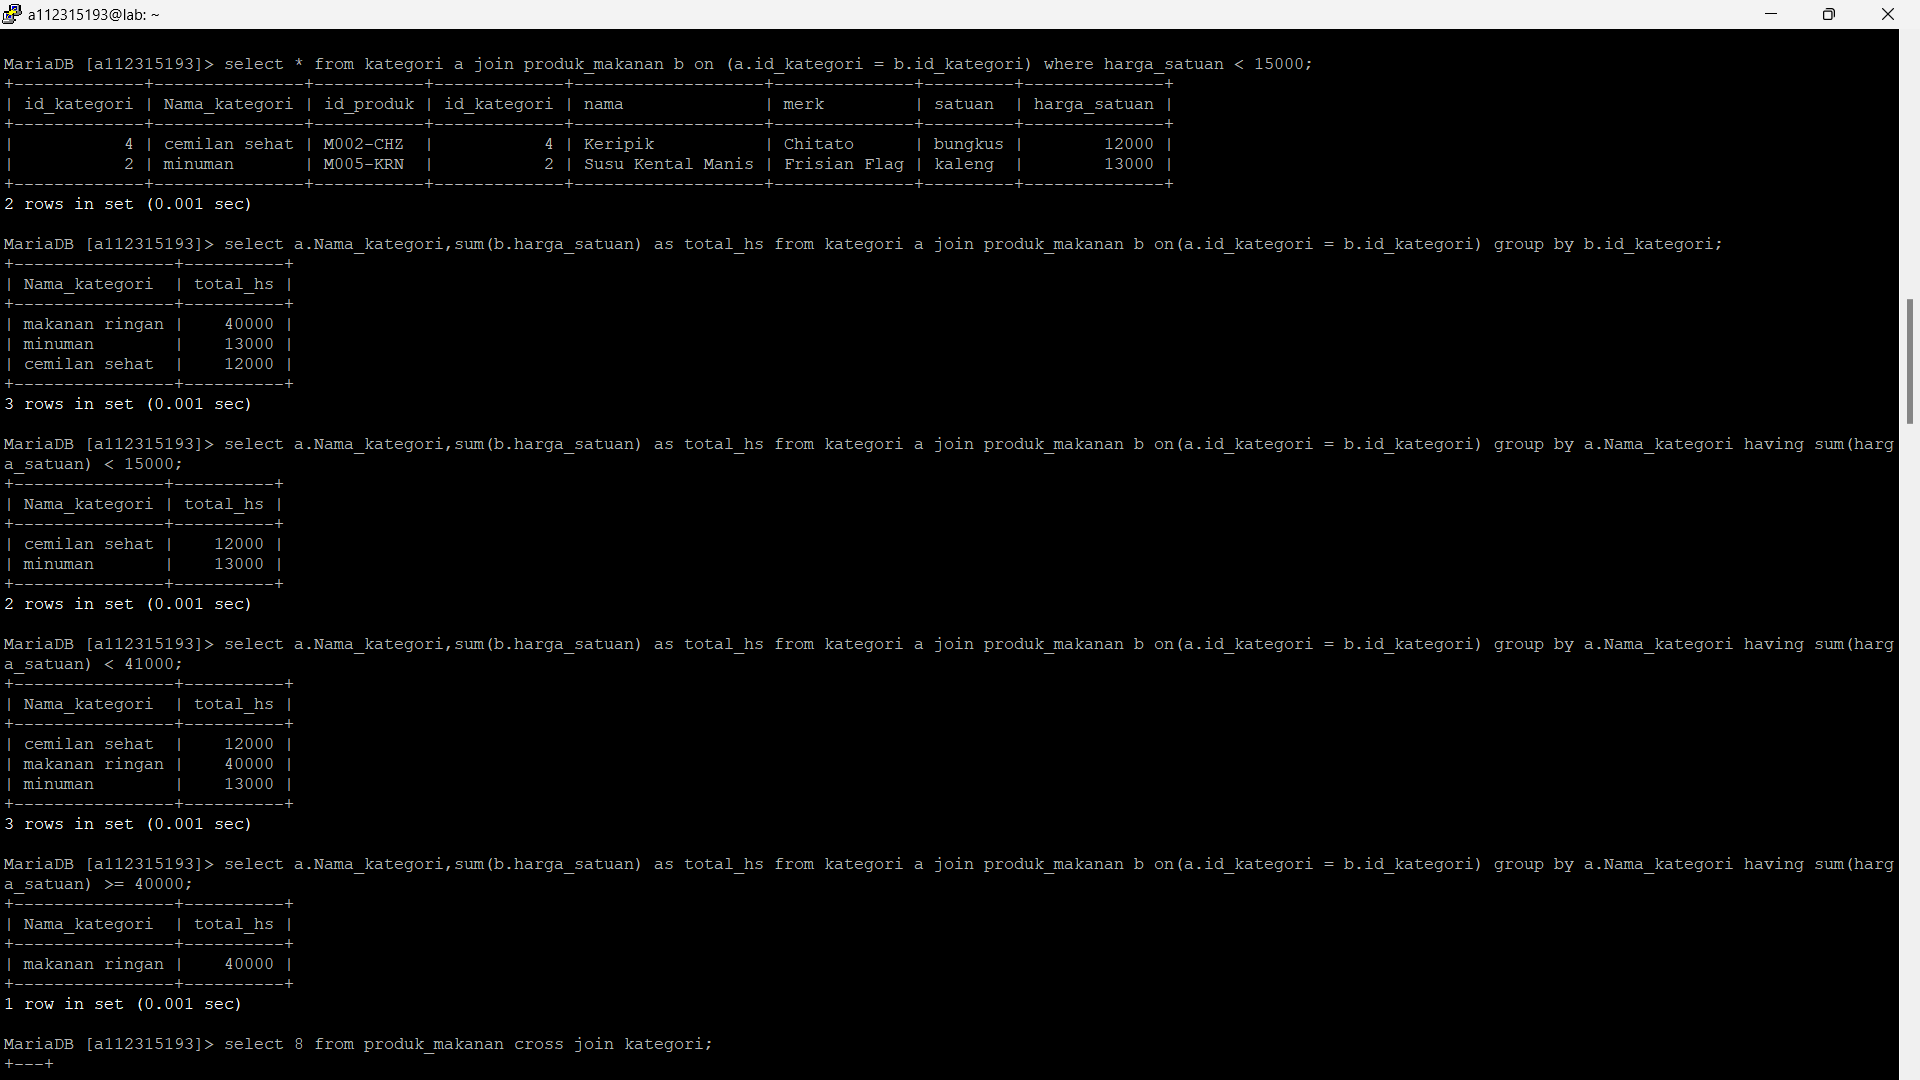 a112315193@lab: ~
MariaDB [a112315193]> select * from kategori a join produk_makanan b on (a.id_kategori = b.id_kategori) where harga_satuan < 15000;
+-------------+---------------+-----------+-------------+-------------------+--------------+---------+--------------+
| id_kategori | Nama_kategori | id_produk | id_kategori | nama              | merk         | satuan  | harga_satuan |
+-------------+---------------+-----------+-------------+-------------------+--------------+---------+--------------+
|           4 | cemilan sehat | M002-CHZ  |           4 | Keripik           | Chitato      | bungkus |        12000 |
|           2 | minuman       | M005-KRN  |           2 | Susu Kental Manis | Frisian Flag | kaleng  |        13000 |
+-------------+---------------+-----------+-------------+-------------------+--------------+---------+--------------+
2 rows in set (0.001 sec)
MariaDB [a112315193]> select a.Nama_kategori,sum(b.harga_satuan) as total_hs from kategori a join produk_makanan b on(a.id_kategori = b.id_kategori) group by b.id_kategori;
+----------------+----------+
| Nama_kategori  | total_hs |
+----------------+----------+
| makanan ringan |    40000 |
| minuman        |    13000 |
| cemilan sehat  |    12000 |
+----------------+----------+
3 rows in set (0.001 sec)
MariaDB [a112315193]> select a.Nama_kategori,sum(b.harga_satuan) as total_hs from kategori a join produk_makanan b on(a.id_kategori = b.id_kategori) group by a.Nama_kategori having sum(harg
a_satuan) < 15000;
+---------------+----------+
| Nama_kategori | total_hs |
+---------------+----------+
| cemilan sehat |    12000 |
| minuman       |    13000 |
+---------------+----------+
2 rows in set (0.001 sec)
MariaDB [a112315193]> select a.Nama_kategori,sum(b.harga_satuan) as total_hs from kategori a join produk_makanan b on(a.id_kategori = b.id_kategori) group by a.Nama_kategori having sum(harg
a_satuan) < 41000;
+----------------+----------+
| Nama_kategori  | total_hs |
+----------------+----------+
| cemilan sehat  |    12000 |
| makanan ringan |    40000 |
| minuman        |    13000 |
+----------------+----------+
3 rows in set (0.001 sec)
MariaDB [a112315193]> select a.Nama_kategori,sum(b.harga_satuan) as total_hs from kategori a join produk_makanan b on(a.id_kategori = b.id_kategori) group by a.Nama_kategori having sum(harg
a_satuan) >= 40000;
+----------------+----------+
| Nama_kategori  | total_hs |
+----------------+----------+
| makanan ringan |    40000 |
+----------------+----------+
1 row in set (0.001 sec)
MariaDB [a112315193]> select 8 from produk_makanan cross join kategori;
+---+